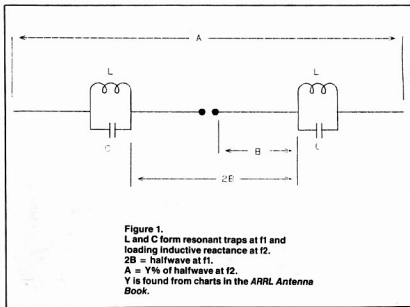 A
L
L
C
C
B
2B
Figure 1.
L and C form resonant traps at f1 and
loading inductive reactance at f2.
2B = halfwave at f1.
A = Y% of halfwave at f2.
Y is found from charts in the ARRL Antenna
Book.